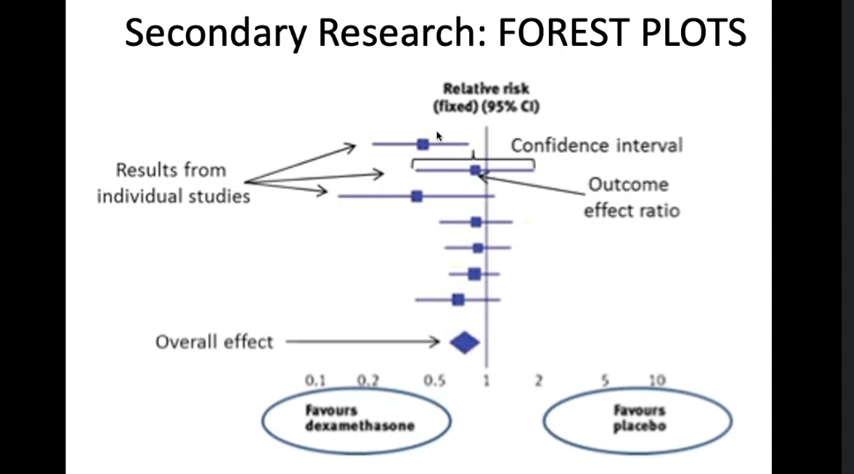 Secondary Research: FOREST PLOTS
Relative risk
(fixed) (95% CI)
Confidence interval
Results from
individual studies
Outcome
effect ratio
Overall effect
0.1 0.2 0.5 1 2 5 10
Favours
dexamethasone
Favours
placebo